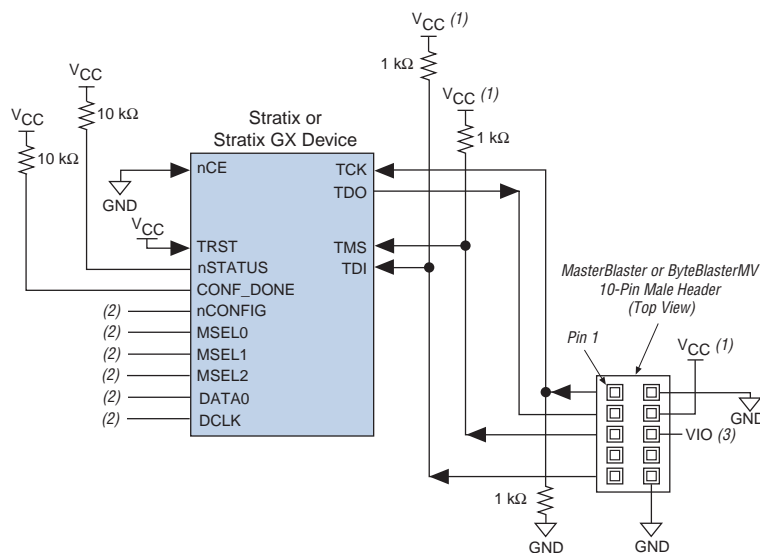 VCC (1)
1 kΩ
VCC (1)
1 kΩ
VCC
10 kΩ
VCC
10 kΩ
Stratix or
Stratix GX Device
nCE
GND
VCC
TRST
nSTATUS
CONF_DONE
(2) nCONFIG
(2) MSEL0
(2) MSEL1
(2) MSEL2
(2) DATA0
(2) DCLK
TCK
TDO
TMS
TDI
MasterBlaster or ByteBlasterMV
10-Pin Male Header
(Top View)
Pin 1
VCC (1)
GND
VIO (3)
1 kΩ
GND
GND